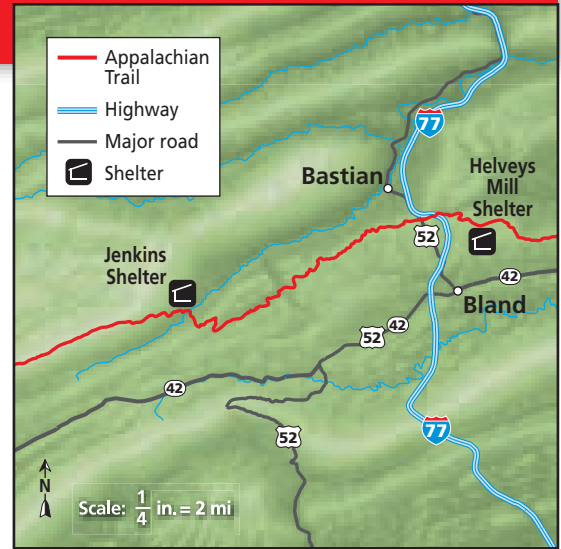 Appalachian
Trail
Highway
Major road
Shelter
77
Bastian
Helveys
Mill
Shelter
52
42
Jenkins
Shelter
Bland
52
42
42
52
77
N
Scale: 1/4 in. = 2 mi